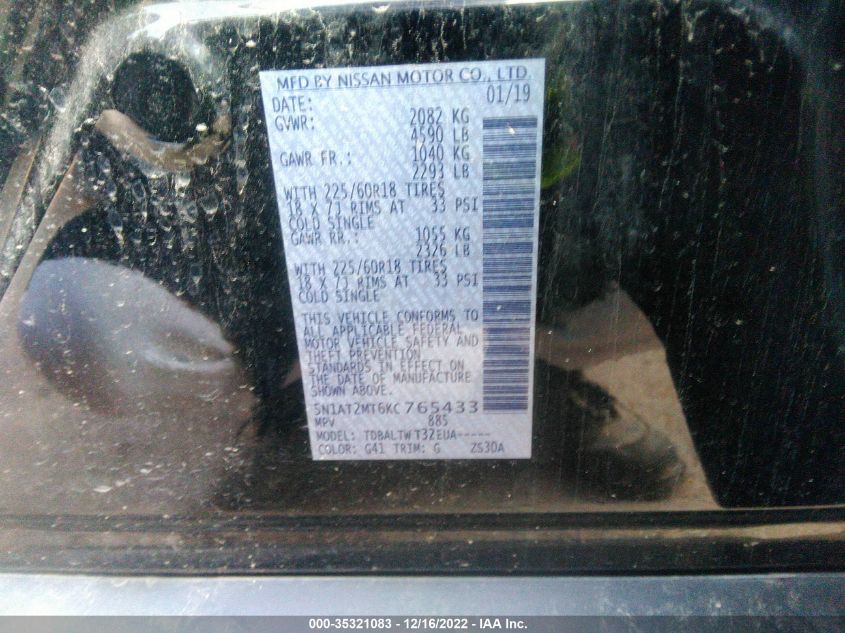 MFD BY NISSAN MOTOR CO., LTD.
DATE: 01/19
GVWR: 2082 KG
4590 LB
GAWR FR.: 1040 KG
2293 LB
WITH 225/60R18 TIRES
18 X 7J RIMS AT 33 PSI
COLD SINGLE
GAWR RR.: 1055 KG
2326 LB
WITH 225/60R18 TIRES
18 X 7J RIMS AT 33 PSI
COLD SINGLE
THIS VEHICLE CONFORMS TO
ALL APPLICABLE FEDERAL
MOTOR VEHICLE SAFETY AND
THEFT PREVENTION
STANDARDS IN EFFECT ON
THE DATE OF MANUFACTURE
SHOWN ABOVE.
5N1AT2MT6KC765433
MPV 885
MODEL: TDBALTWT32EUA-----
COLOR: G41 TRIM: G ZS30A
000-35321083 - 12/16/2022 - IAA Inc.